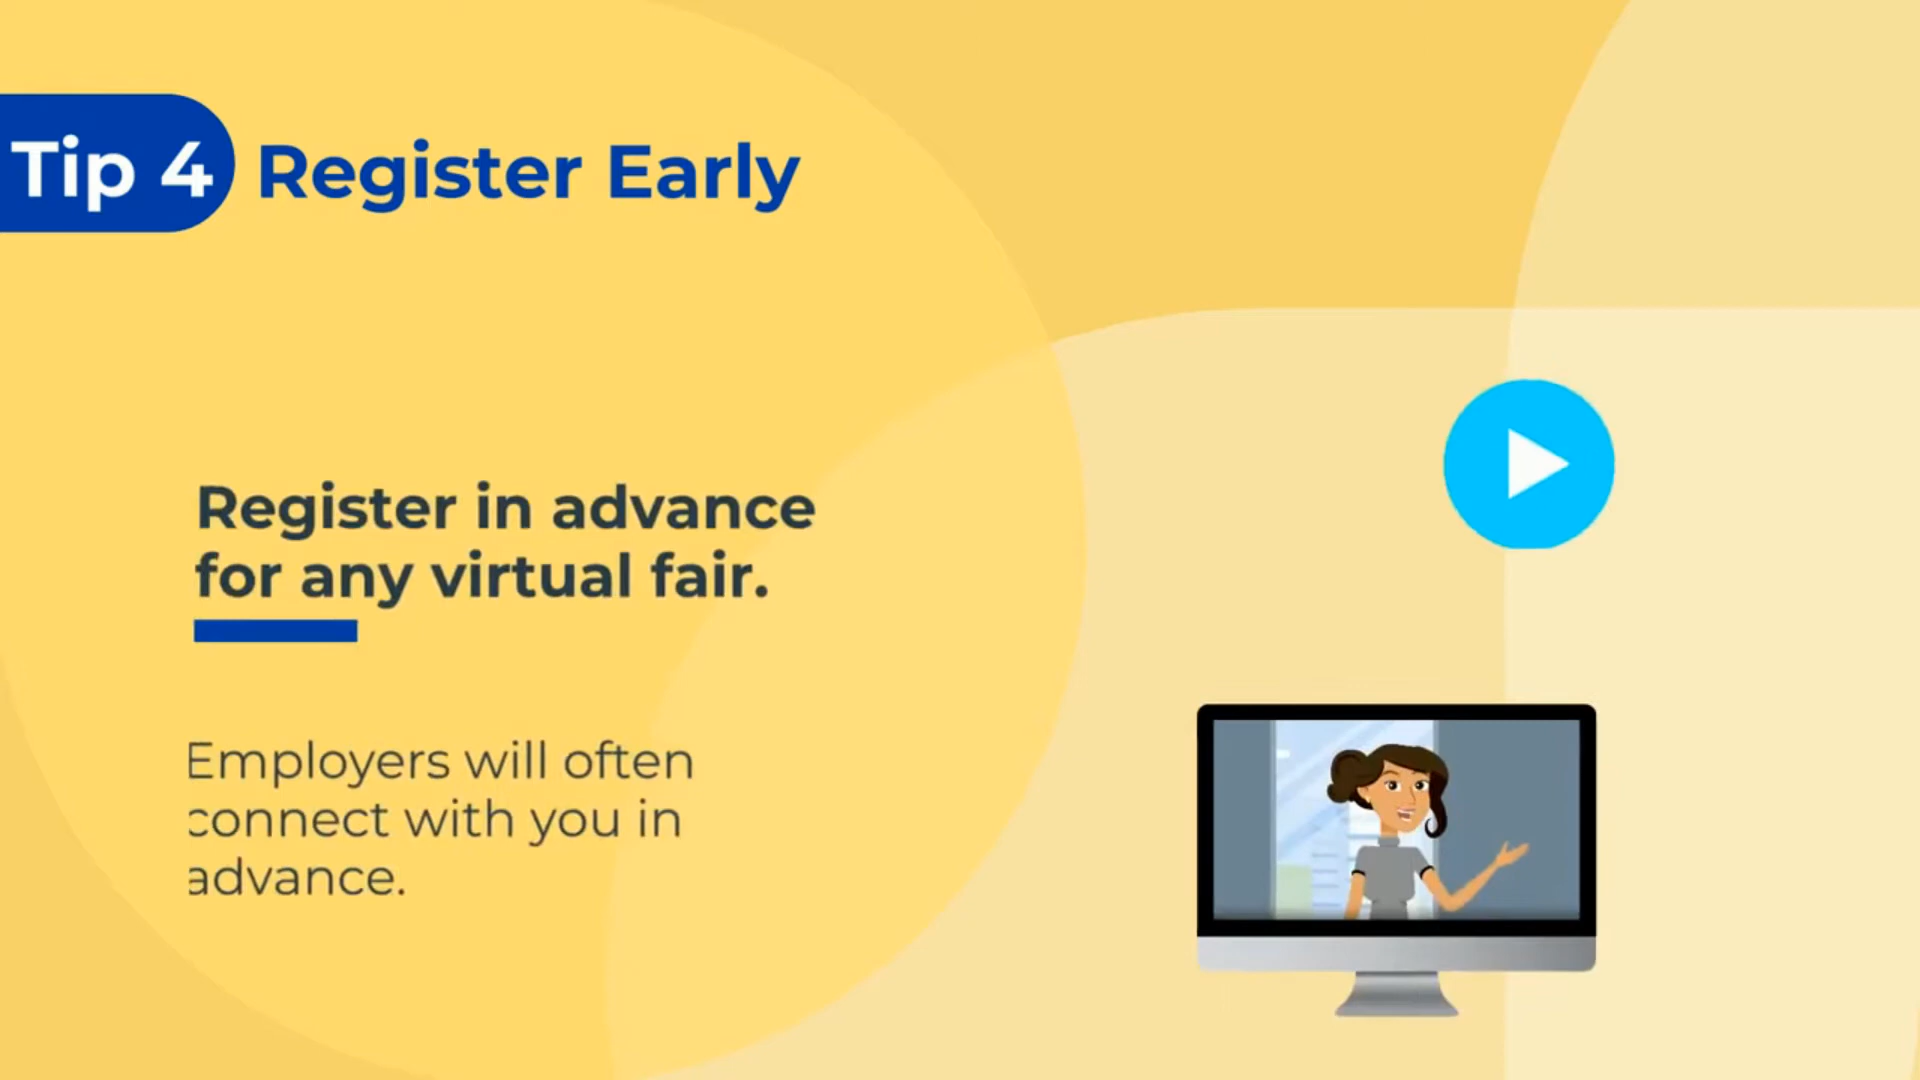 Tip 4 Register Early
Register in advance
for any virtual fair.
Employers will often
connect with you in
advance.